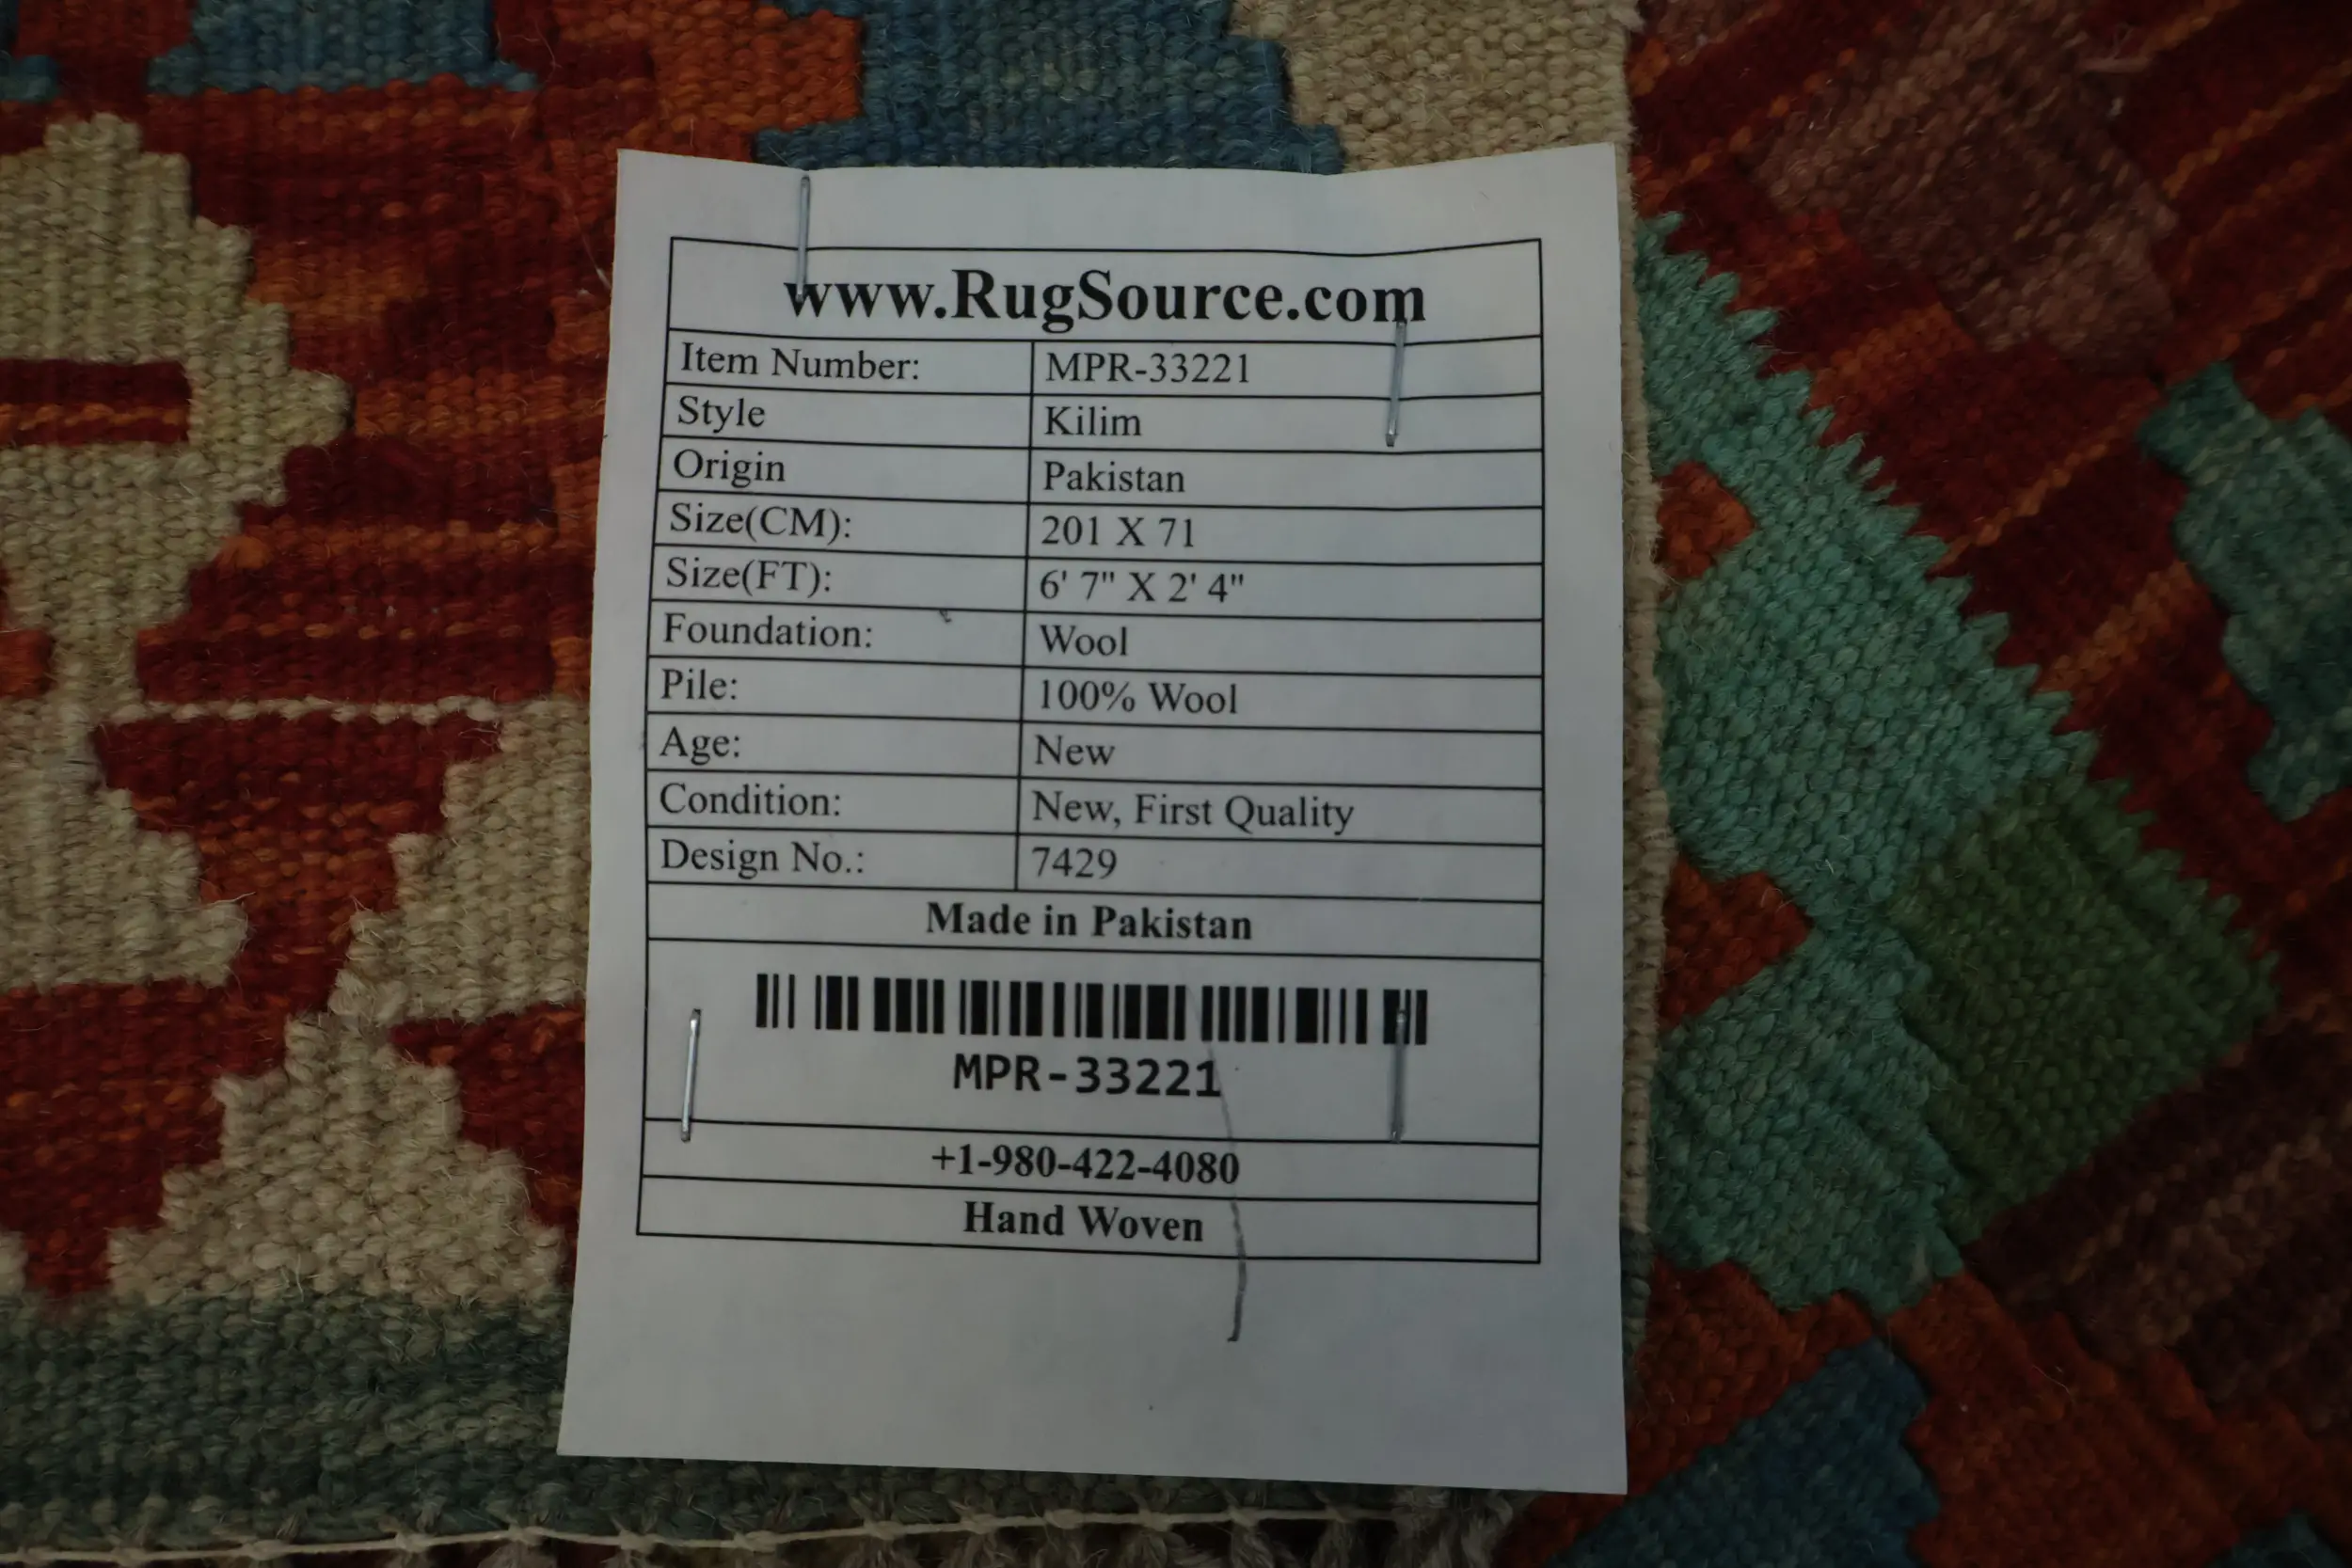 www.RugSource.com
Item Number: MPR-33221
Style Kilim
Origin Pakistan
Size(CM): 201 X 71
Size(FT): 6' 7" X 2' 4"
Foundation: Wool
Pile: 100% Wool
Age: New
Condition: New, First Quality
Design No.: 7429
Made in Pakistan
MPR-33221
+1-980-422-4080
Hand Woven